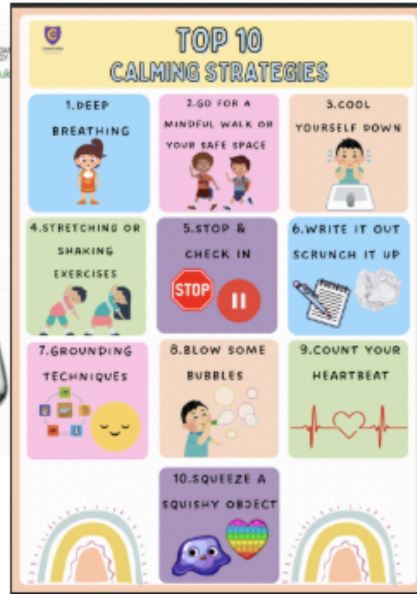 TOP 10
CALMING STRATEGIES
1.DEEP
BREATHING
2.GO FOR A
MINDFUL WALK OR
YOUR SAFE SPACE
3.COOL
YOURSELF DOWN
4.STRETCHING OR
SHAKING
EXERCISES
5.STOP &
CHECK IN
STOP
6.WRITE IT OUT
SCRUNCH IT UP
7.GROUNDING
TECHNIQUES
8.BLOW SOME
BUBBLES
9.COUNT YOUR
HEARTBEAT
10.SQUEEZE A
SQUISHY OBJECT